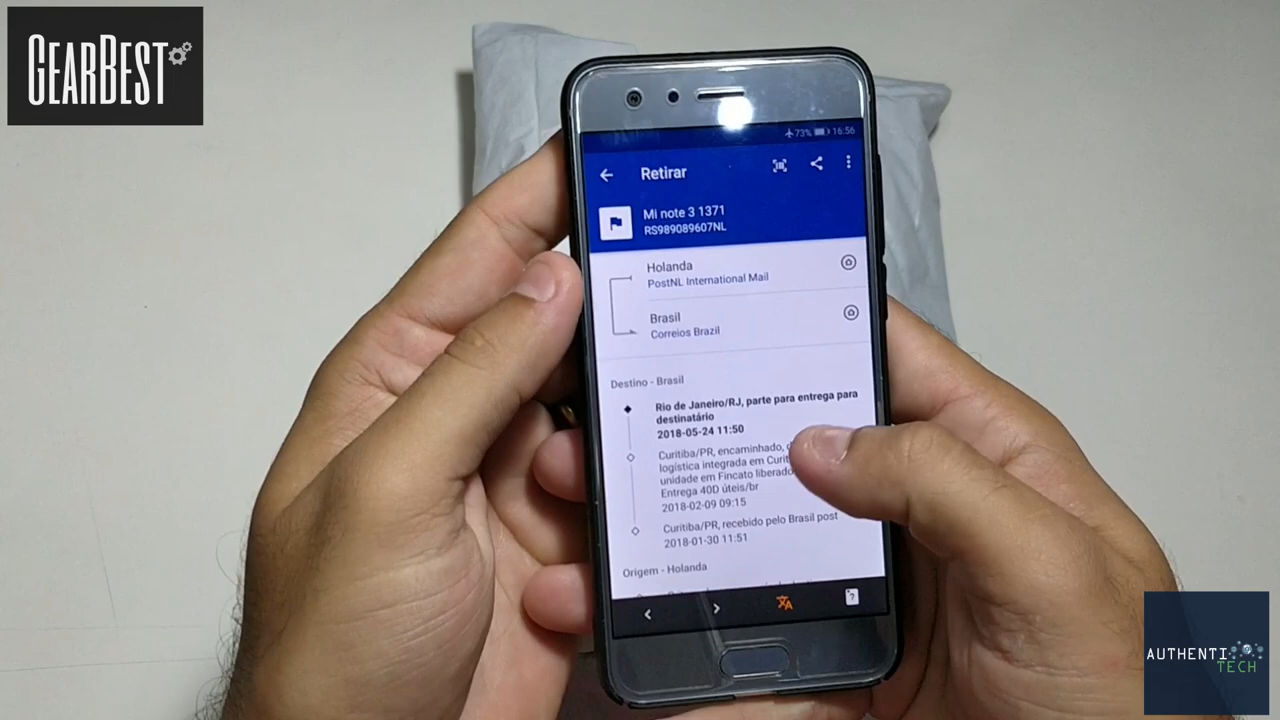 GEARBEST
73% 16:56
Retirar
Mi note 3 1371
RS989089607NL
Holanda
PostNL International Mail
Brasil
Correios Brazil
Destino - Brasil
Rio de Janeiro/RJ, parte para entrega para
destinatário
2018-05-24 11:50
Curitiba/PR, encaminhado,
logística integrada em
unidade em Fincato liberado
Entrega 40D úteis/br
2018-02-09 09:15
Curitiba/PR, recebido pelo Brasil post
2018-01-30 11:51
Origem - Holanda
AUTHENTI
TECH